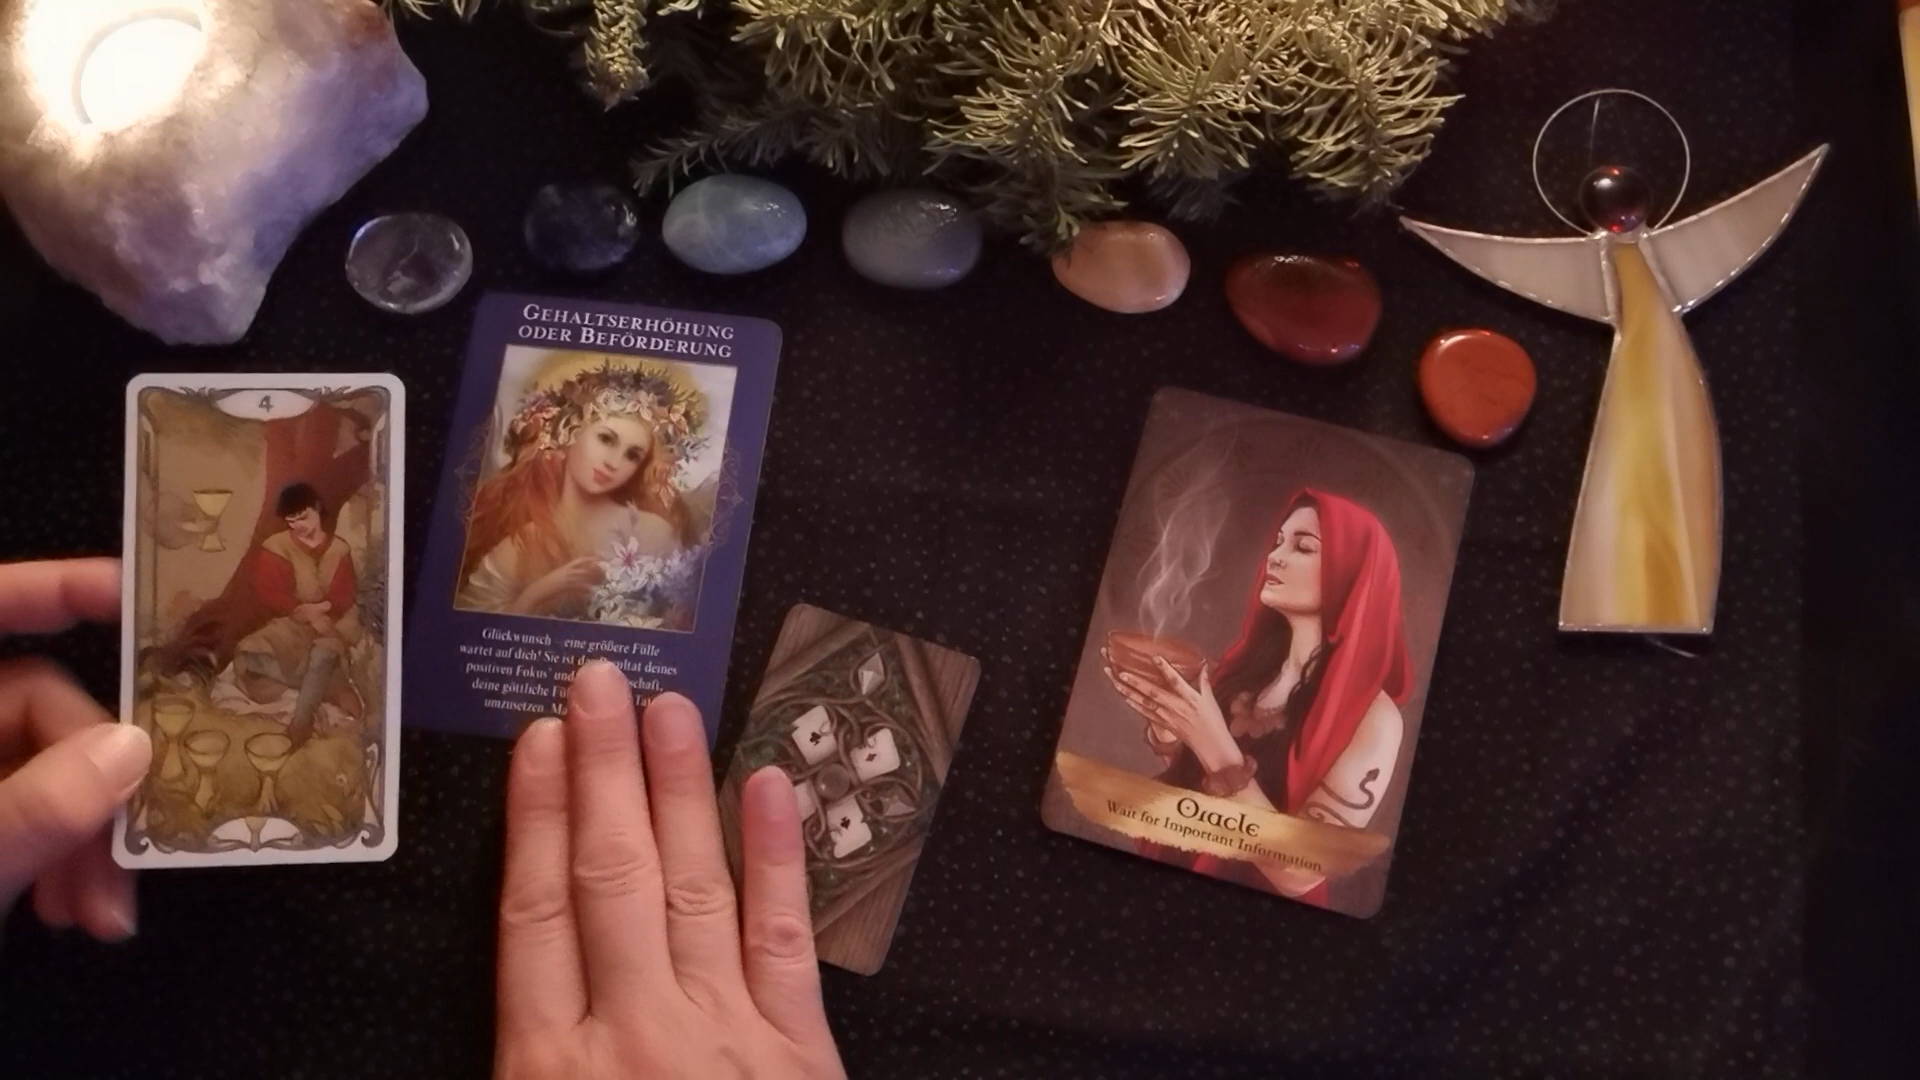 4
GEHALTSERHÖHUNG
ODER BEFÖRDERUNG
Glückwunsch – eine größere Fülle
wartet auf dich! Sie ist das deines
positiven Fokus' und
deine göttliche
umzusetzen.
Oracle
Wait for Important Information